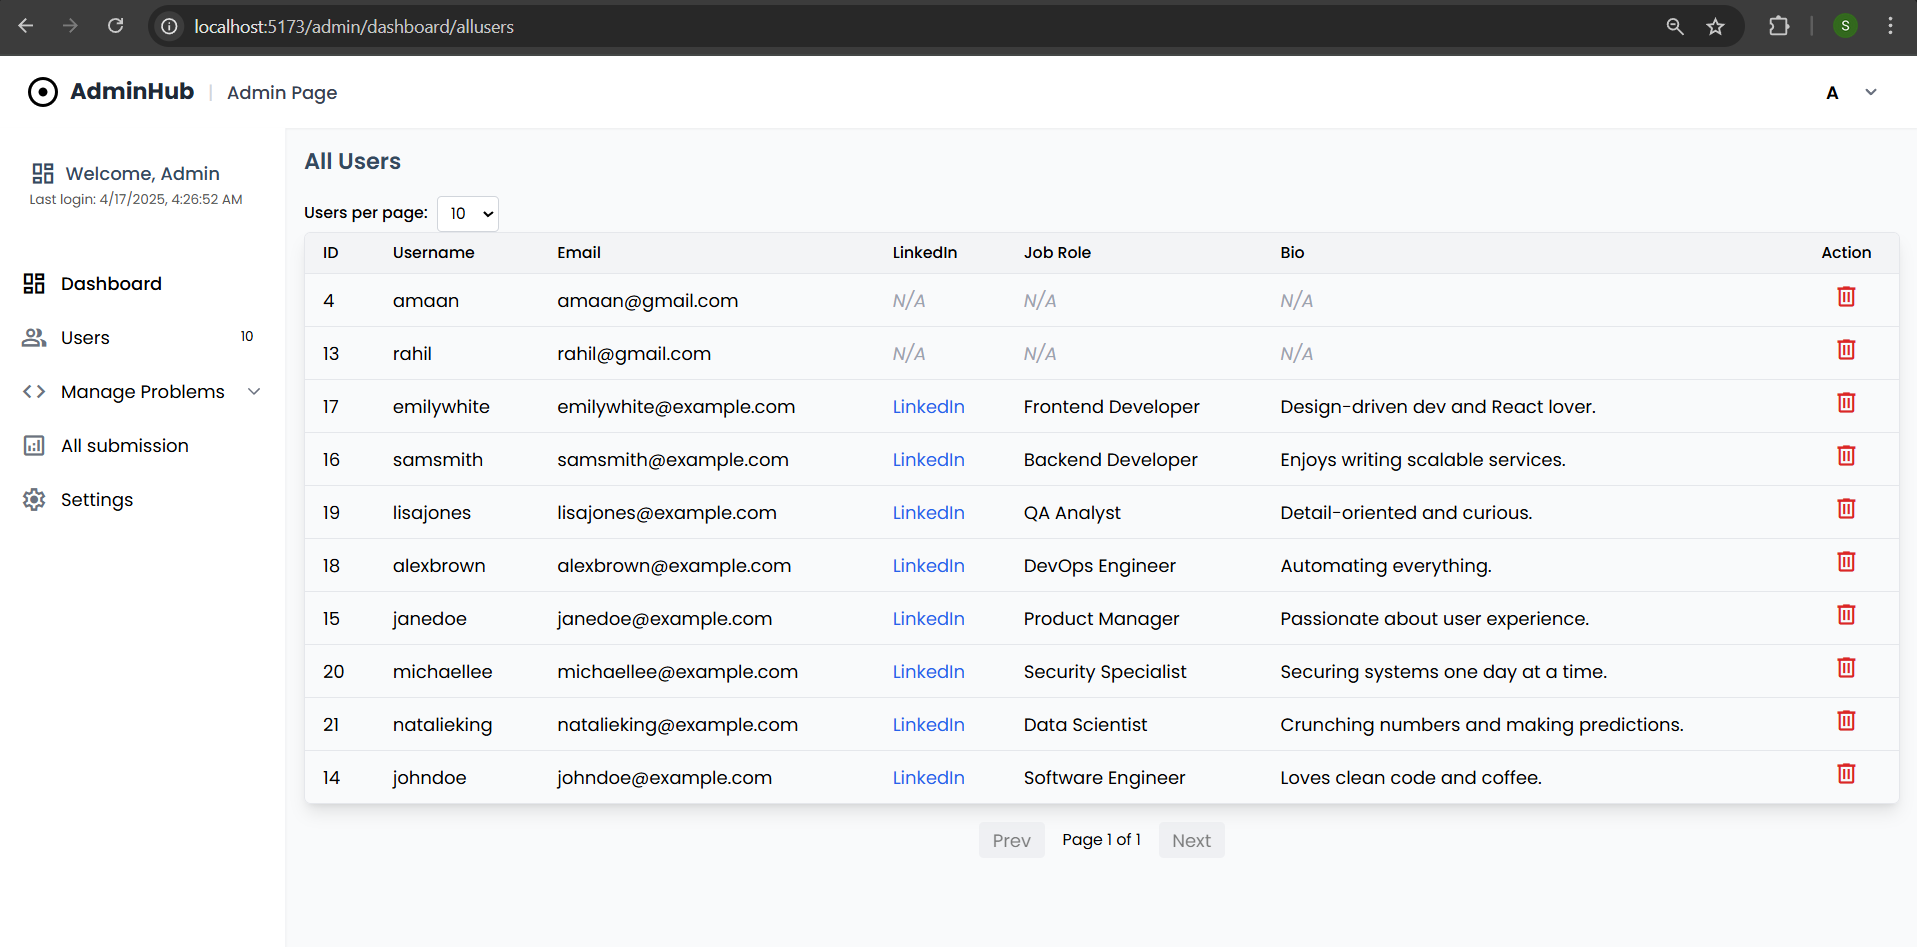 localhost:5173/admin/dashboard/allusers
S
AdminHub | Admin Page
A
Welcome, Admin
Last login: 4/17/2025, 4:26:52 AM
Dashboard
Users 10
Manage Problems
All submission
Settings
All Users
Users per page: 10
ID Username Email LinkedIn Job Role Bio Action
4 amaan amaan@gmail.com N/A N/A N/A
13 rahil rahil@gmail.com N/A N/A N/A
17 emilywhite emilywhite@example.com LinkedIn Frontend Developer Design-driven dev and React lover.
16 samsmith samsmith@example.com LinkedIn Backend Developer Enjoys writing scalable services.
19 lisajones lisajones@example.com LinkedIn QA Analyst Detail-oriented and curious.
18 alexbrown alexbrown@example.com LinkedIn DevOps Engineer Automating everything.
15 janedoe janedoe@example.com LinkedIn Product Manager Passionate about user experience.
20 michaellee michaellee@example.com LinkedIn Security Specialist Securing systems one day at a time.
21 natalieking natalieking@example.com LinkedIn Data Scientist Crunching numbers and making predictions.
14 johndoe johndoe@example.com LinkedIn Software Engineer Loves clean code and coffee.
Prev Page 1 of 1 Next